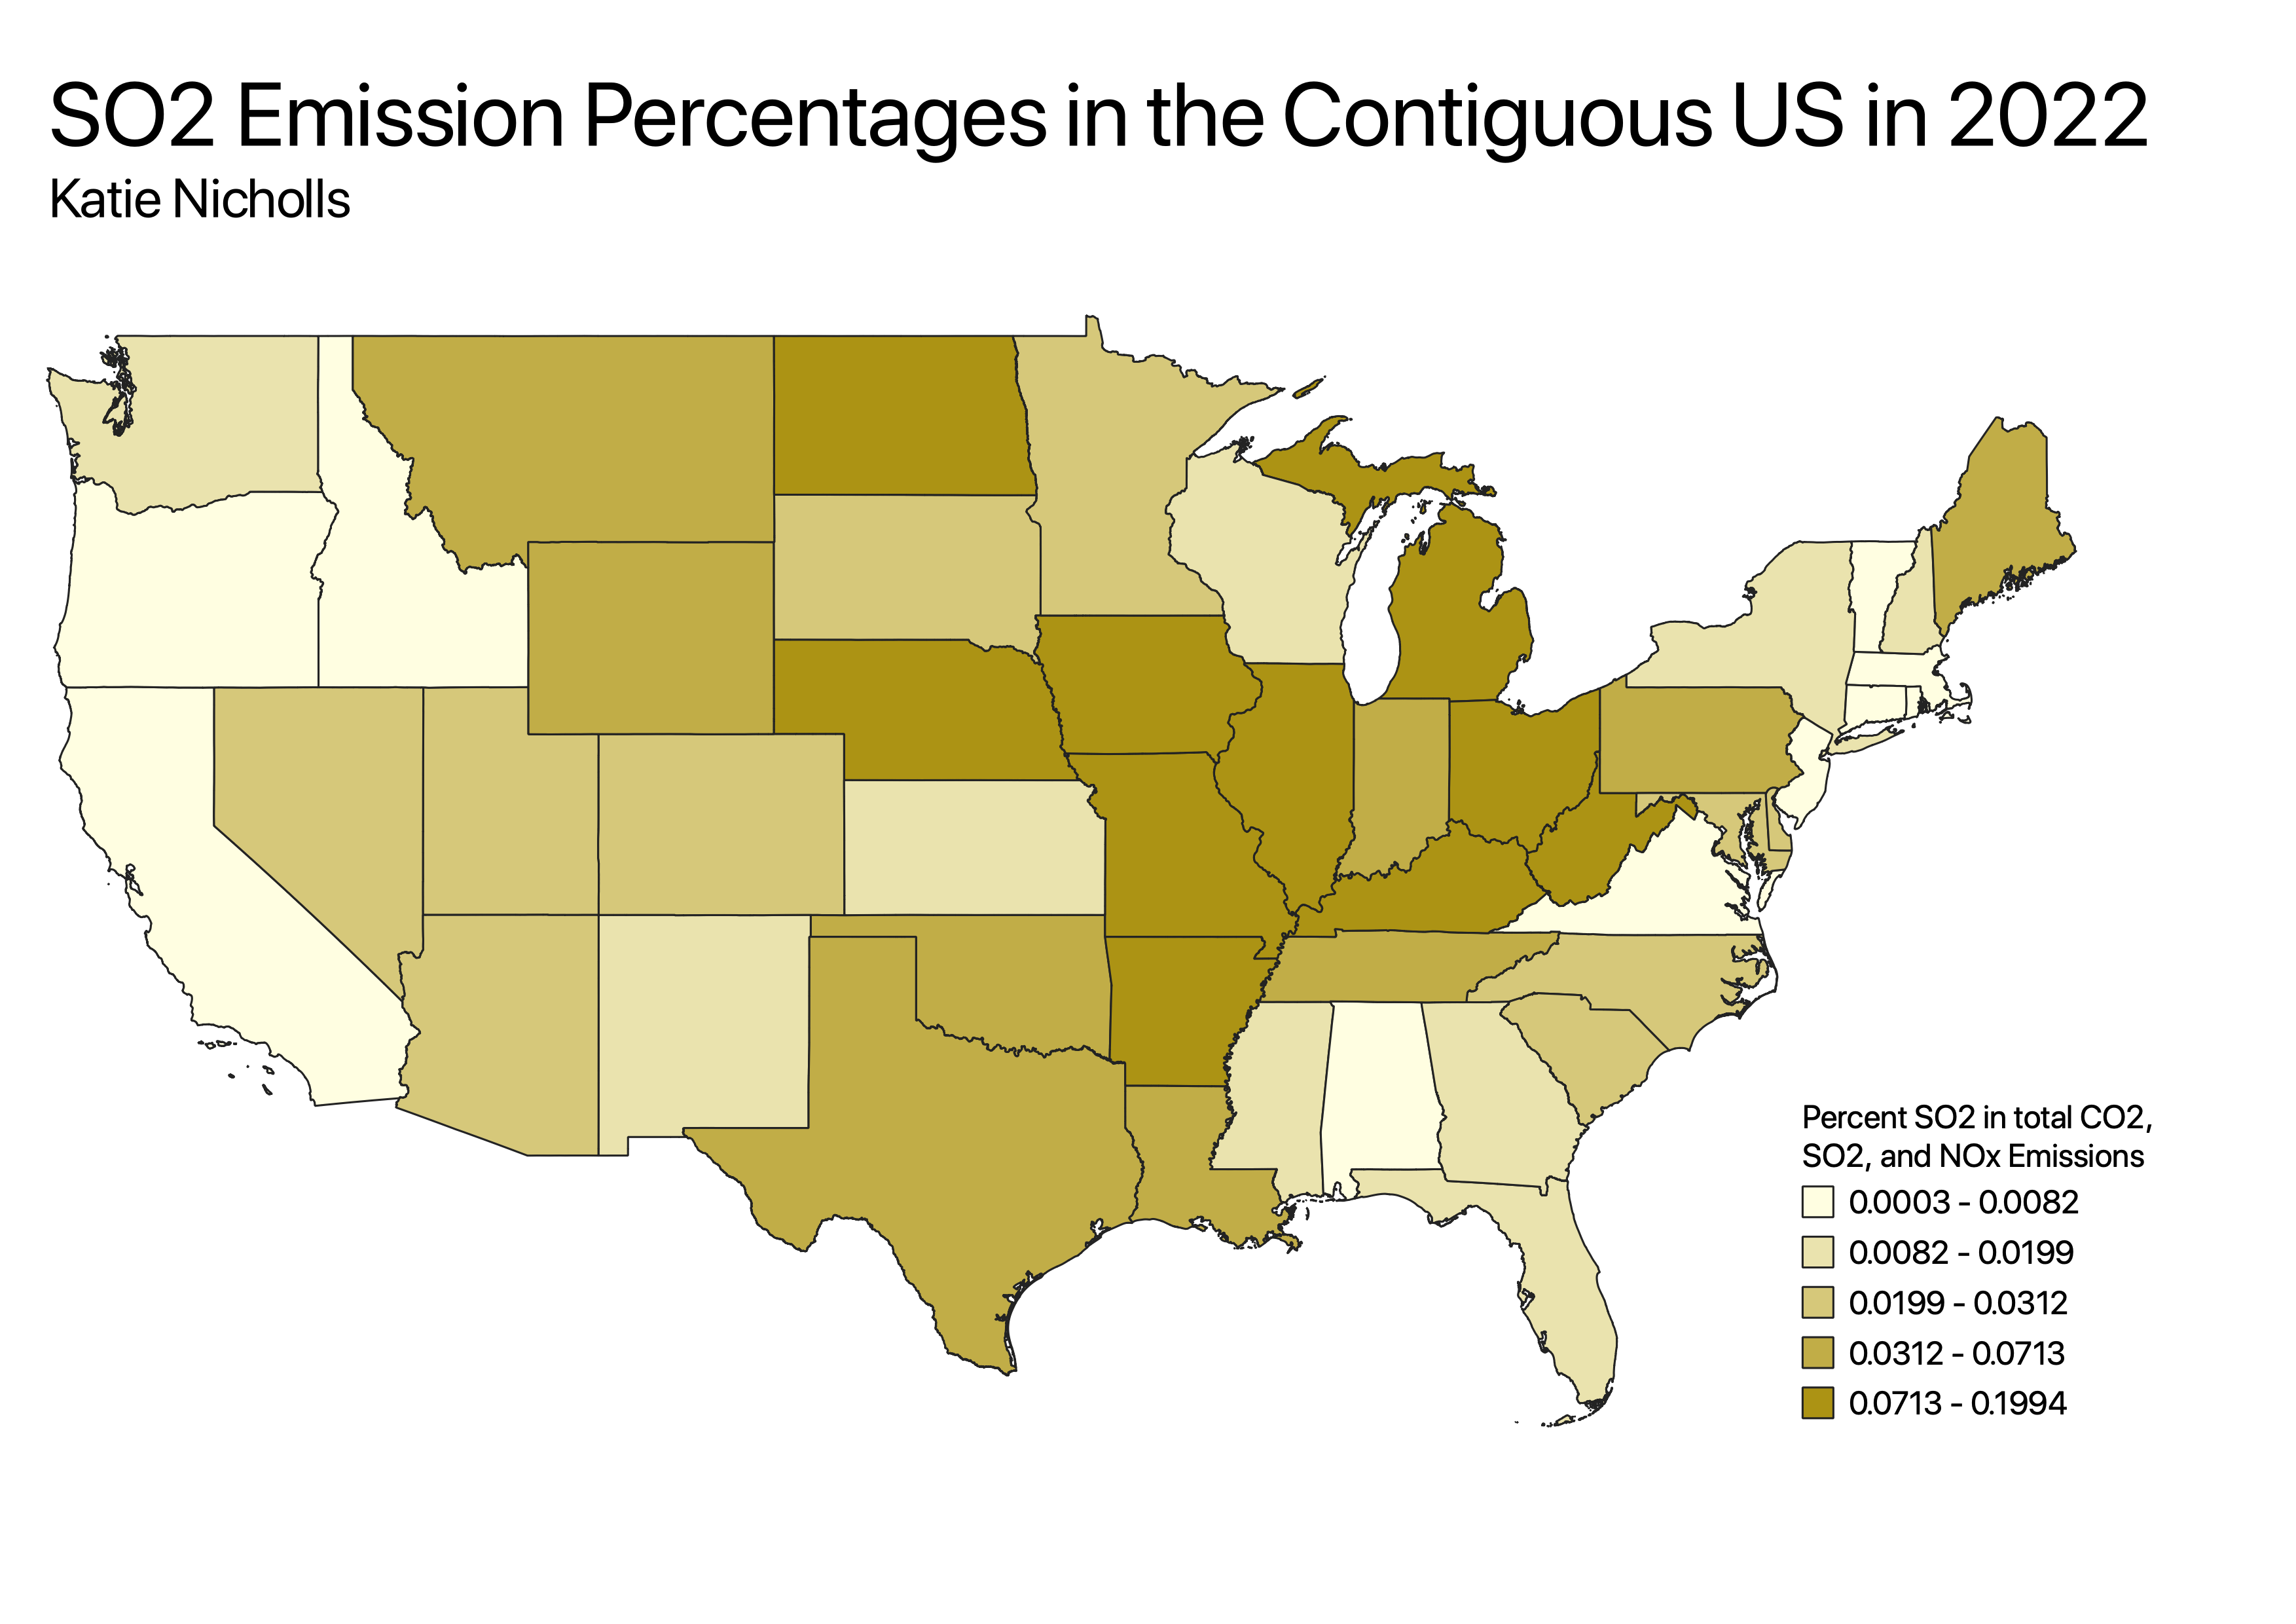 SO2 Emission Percentages in the Contiguous US in 2022
Katie Nicholls
Percent SO2 in total CO2,
SO2, and NOx Emissions
0.0003 - 0.0082
0.0082 - 0.0199
0.0199 - 0.0312
0.0312 - 0.0713
0.0713 - 0.1994